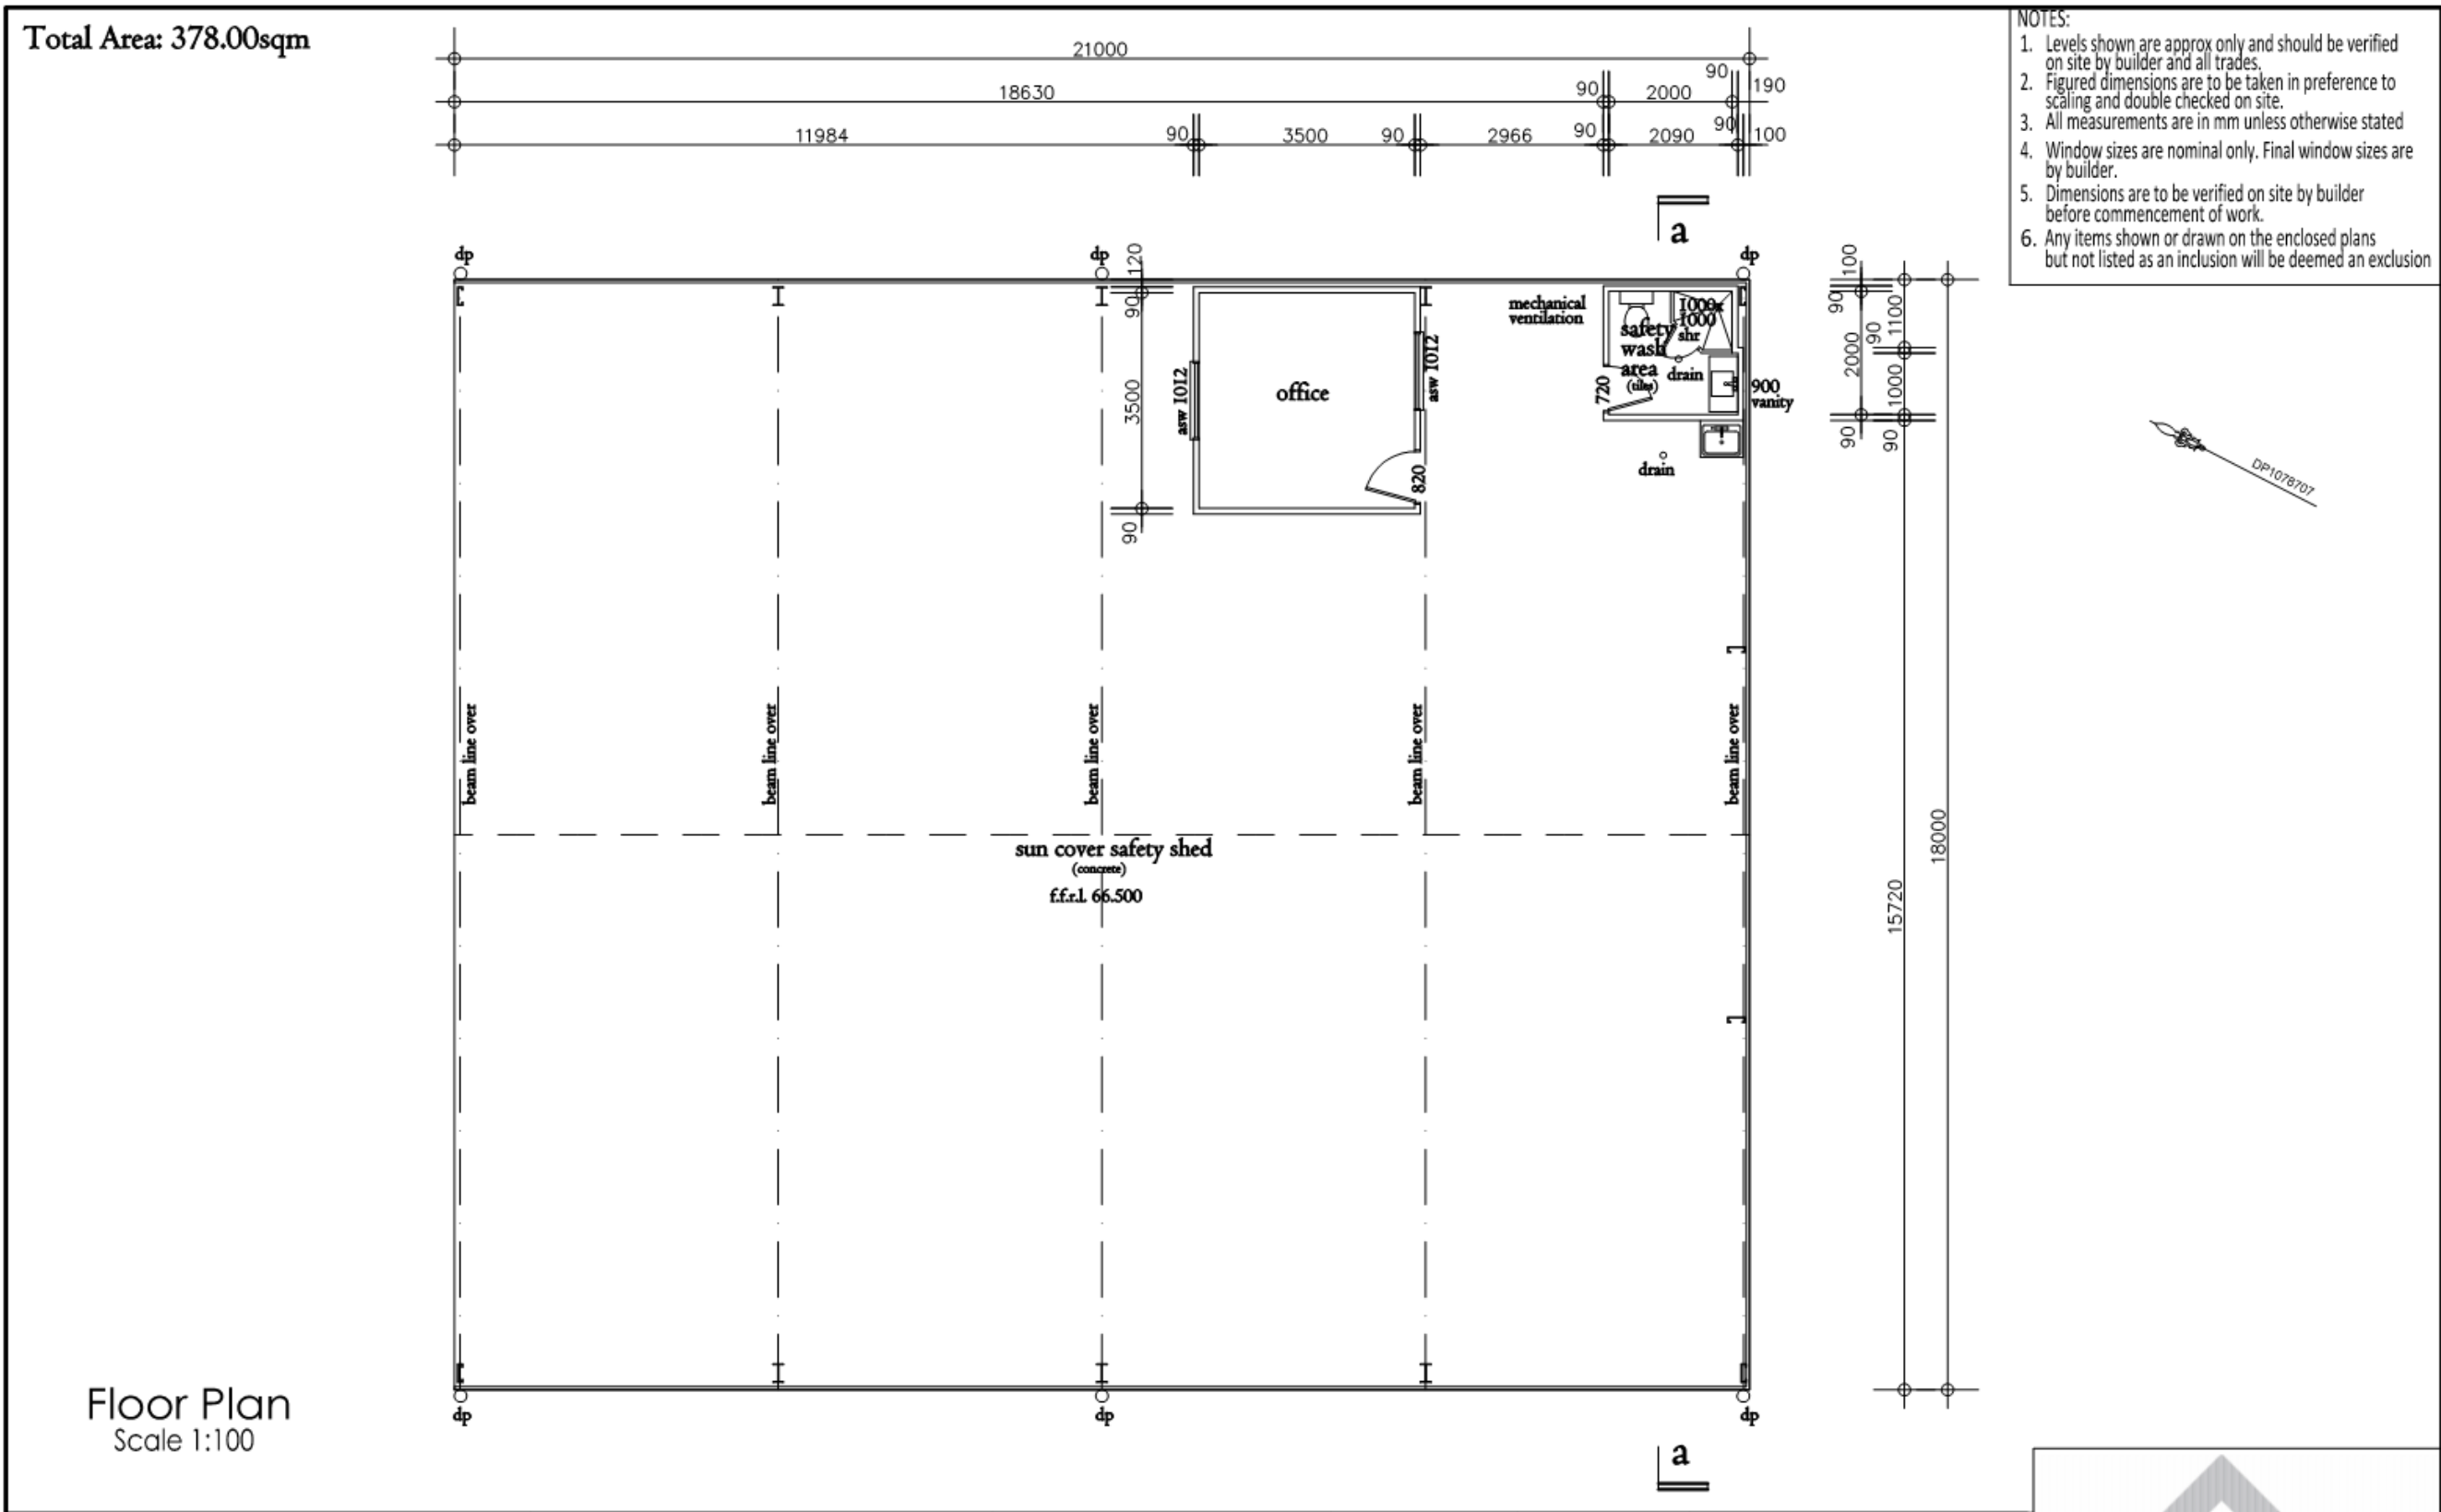 Total Area: 378.00sqm
21000
18630
90
2000
90
190
11984
90
3500
90
2966
90
2090
90
100
NOTES:
1. Levels shown are approx only and should be verified
on site by builder and all trades.
2. Figured dimensions are to be taken in preference to
scaling and double checked on site.
3. All measurements are in mm unless otherwise stated
4. Window sizes are nominal only. Final window sizes are
by builder.
5. Dimensions are to be verified on site by builder
before commencement of work.
6. Any items shown or drawn on the enclosed plans
but not listed as an inclusion will be deemed an exclusion
a
dp
dp
dp
120
90
3500
90
asw 1012
office
asw 1012
820
mechanical
ventilation
1000x
1000
shr
safety
wash
area
(tiles)
drain
720
900
vanity
drain
100
90
2000
90
1100
90
1000
90
15720
18000
DP1078707
beam line over
beam line over
beam line over
beam line over
beam line over
sun cover safety shed
(concrete)
f.f.r.l. 66.500
dp
dp
dp
a
Floor Plan
Scale 1:100